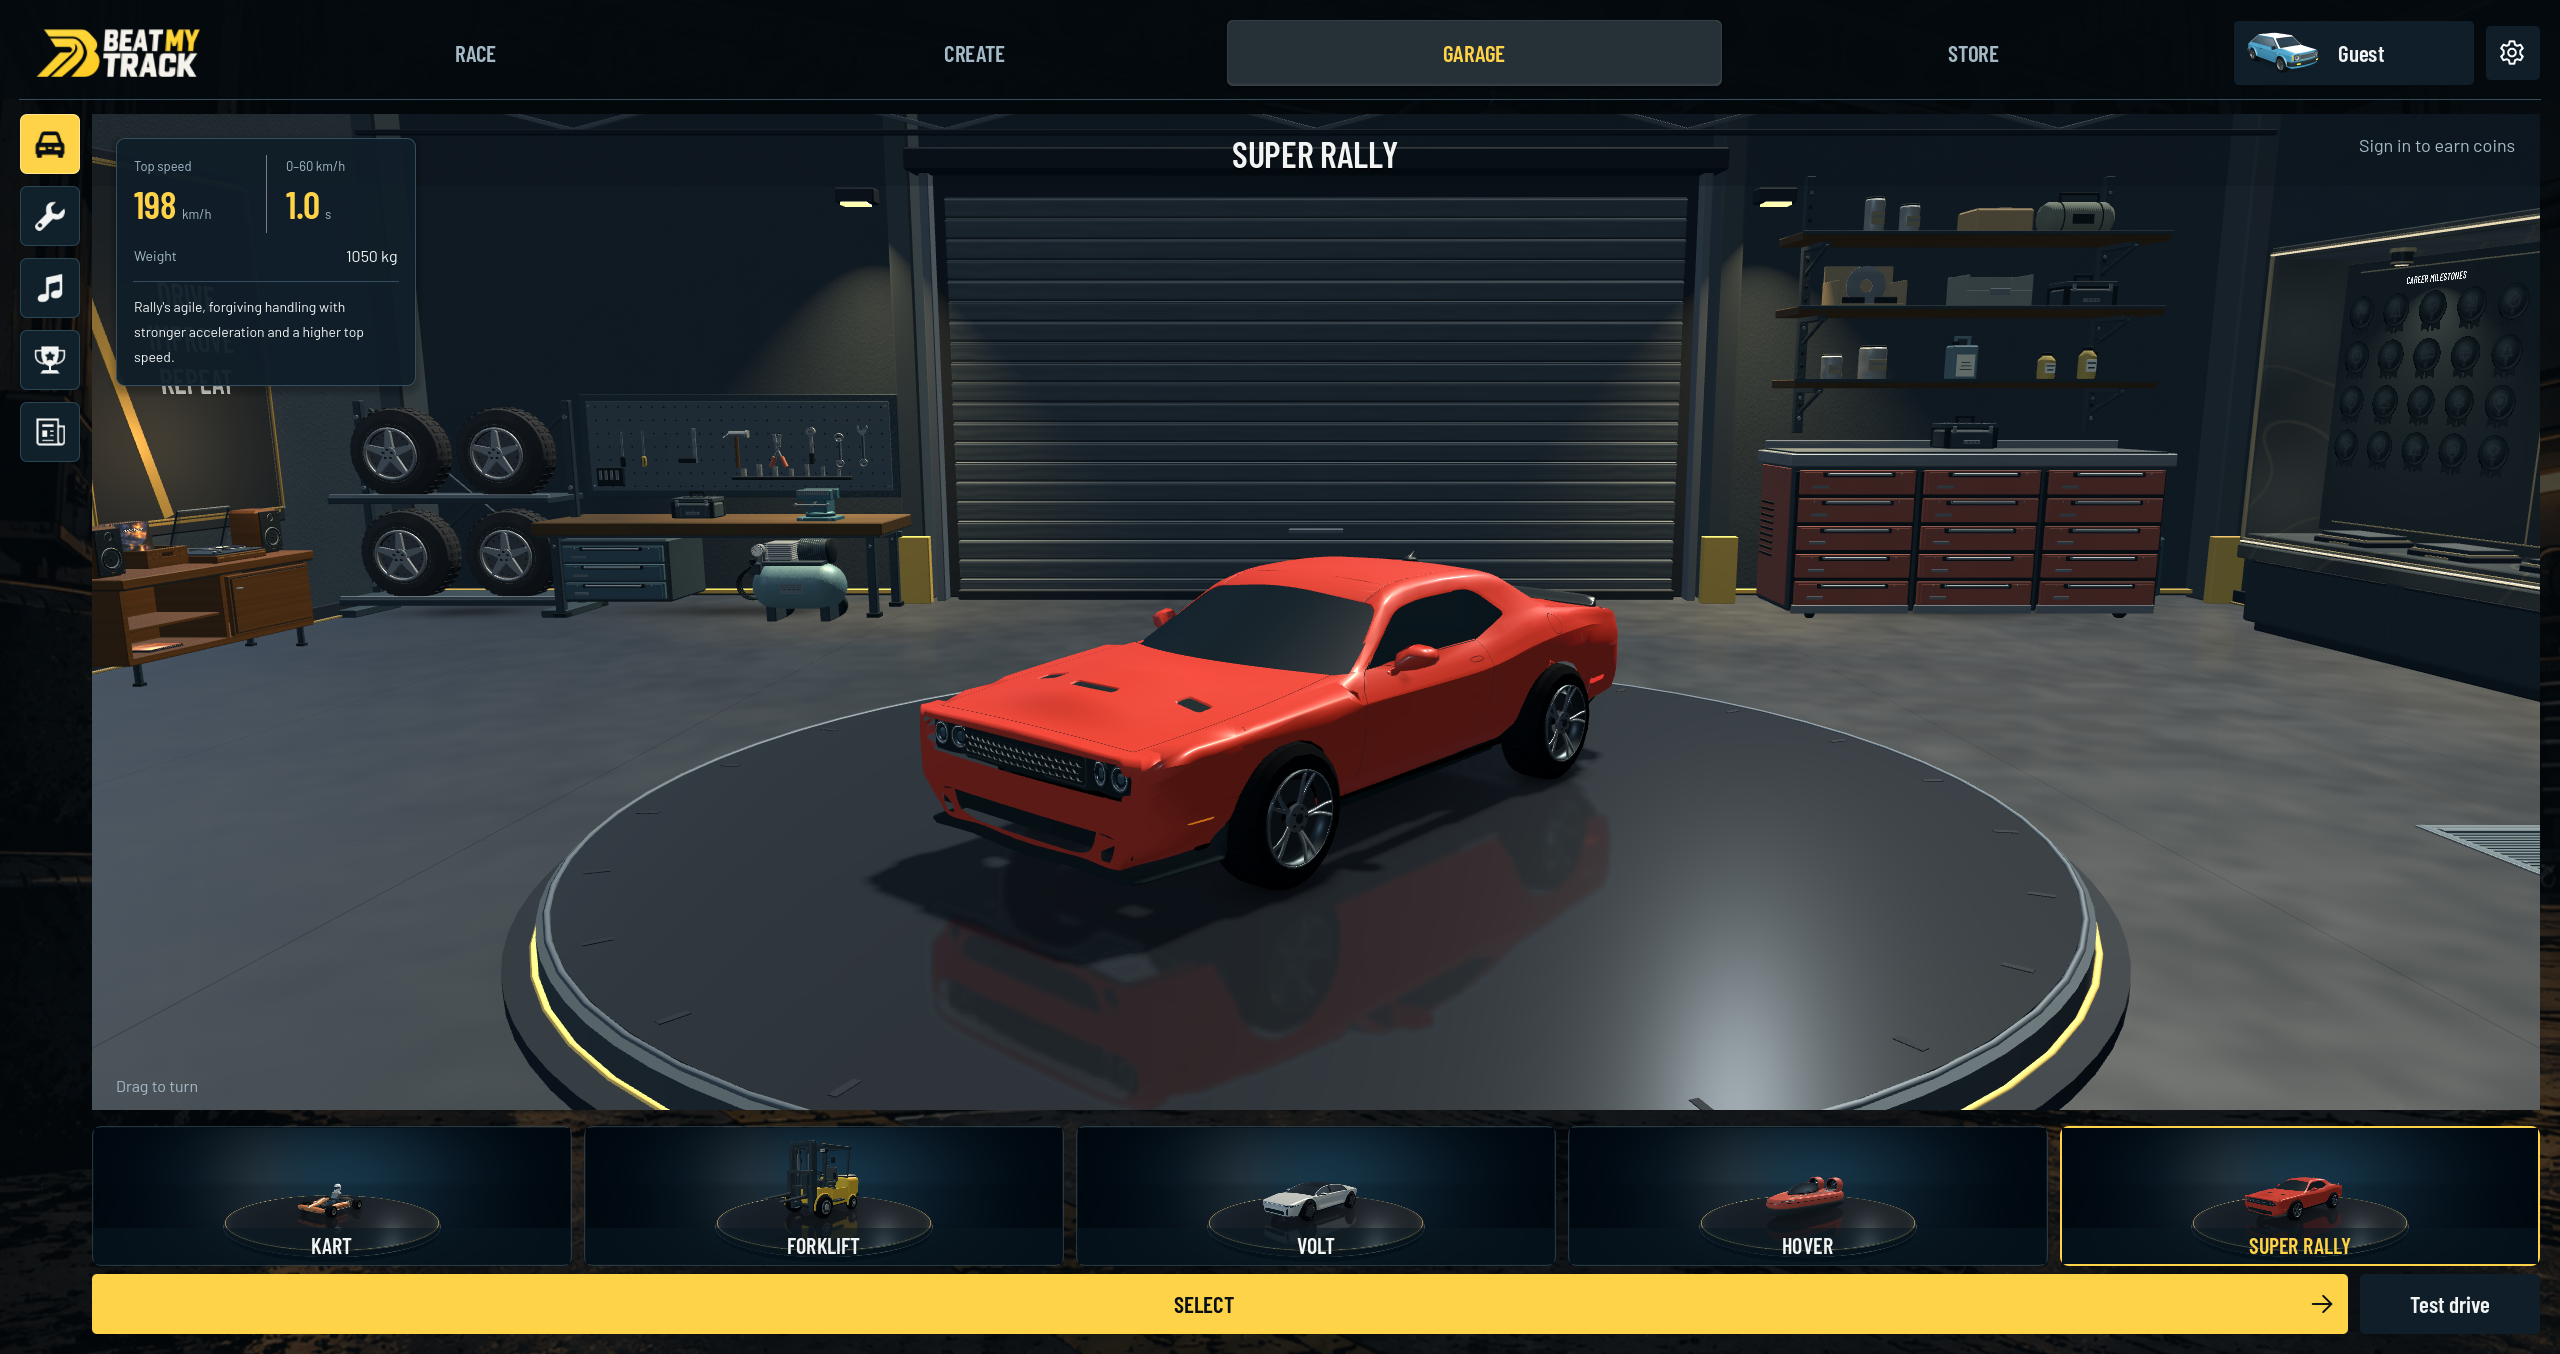 BEATMY
TRACK
RACE
CREATE
GARAGE
STORE
Guest
SUPER RALLY
Sign in to earn coins
Top speed
198 km/h
0–60 km/h
1.0 s
Weight
1050 kg
Rally's agile, forgiving handling with
stronger acceleration and a higher top
speed.
REPEAT
CAREER MILESTONES
Drag to turn
KART
FORKLIFT
VOLT
HOVER
SUPER RALLY
SELECT
Test drive